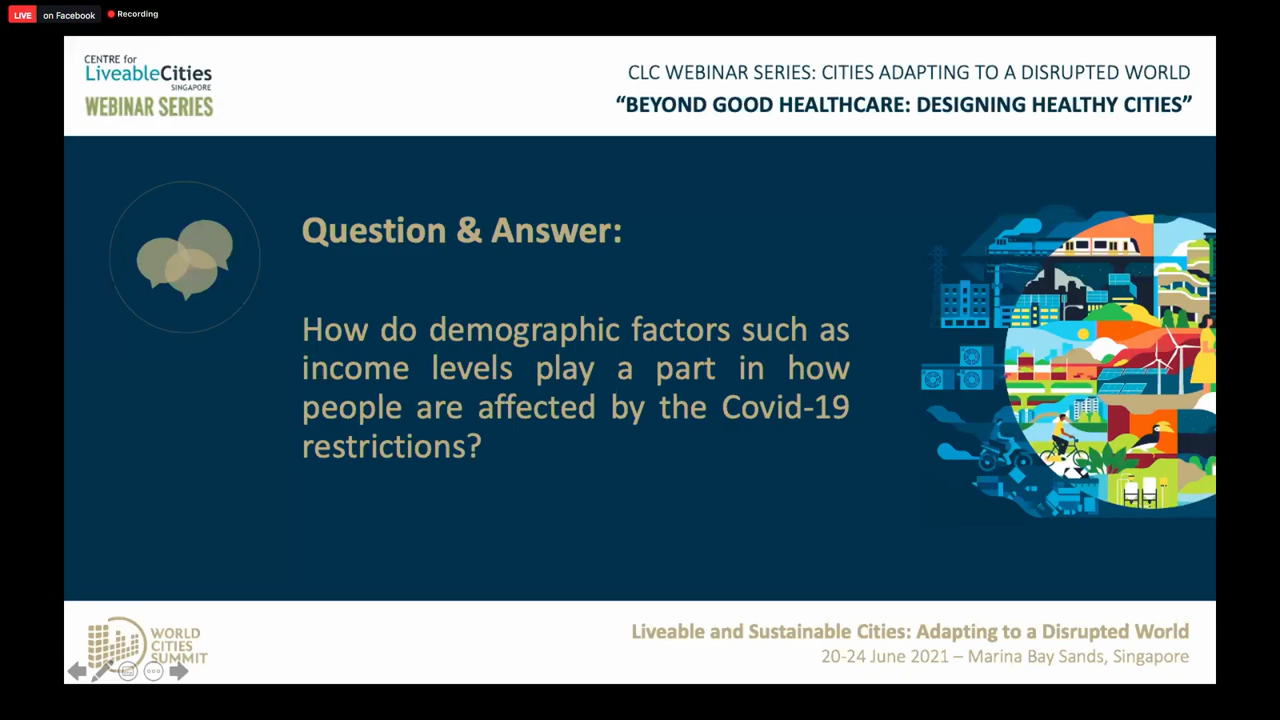 LIVE on Facebook Recording
CENTRE for
LiveableCities
SINGAPORE
WEBINAR SERIES
CLC WEBINAR SERIES: CITIES ADAPTING TO A DISRUPTED WORLD
“BEYOND GOOD HEALTHCARE: DESIGNING HEALTHY CITIES”
Question & Answer:
How do demographic factors such as
income levels play a part in how
people are affected by the Covid-19
restrictions?
WORLD
CITIES
SUMMIT
Liveable and Sustainable Cities: Adapting to a Disrupted World
20-24 June 2021 – Marina Bay Sands, Singapore